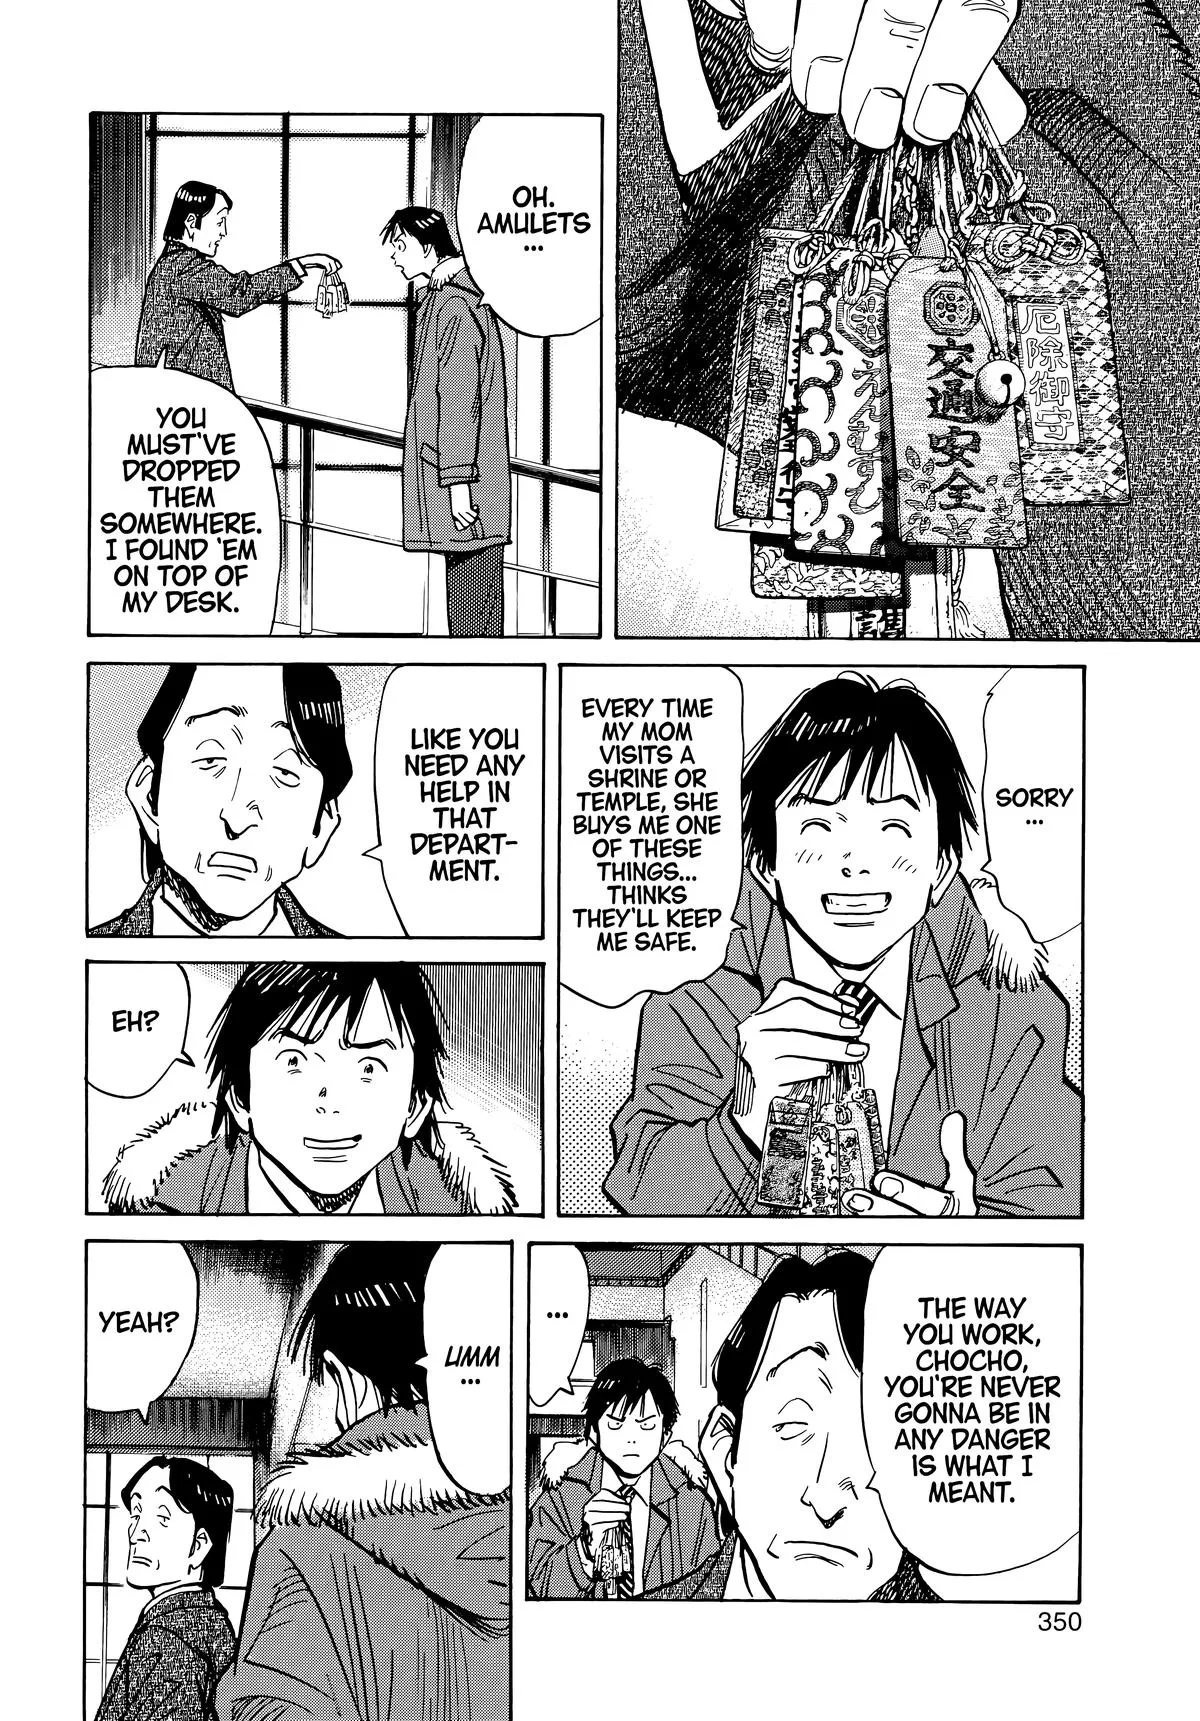 厄除御守
交通安全
えんむすび
OH.
AMULETS
...
YOU
MUST'VE
DROPPED
THEM
SOMEWHERE.
I FOUND 'EM
ON TOP OF
MY DESK.
SORRY
...
EVERY TIME
MY MOM
VISITS A
SHRINE OR
TEMPLE, SHE
BUYS ME ONE
OF THESE
THINGS...
THINKS
THEY'LL KEEP
ME SAFE.
LIKE YOU
NEED ANY
HELP IN
THAT
DEPART-
MENT.
EH?
THE WAY
YOU WORK,
CHOCHO,
YOU'RE NEVER
GONNA BE IN
ANY DANGER
IS WHAT I
MEANT.
...
UMM
...
YEAH?
350